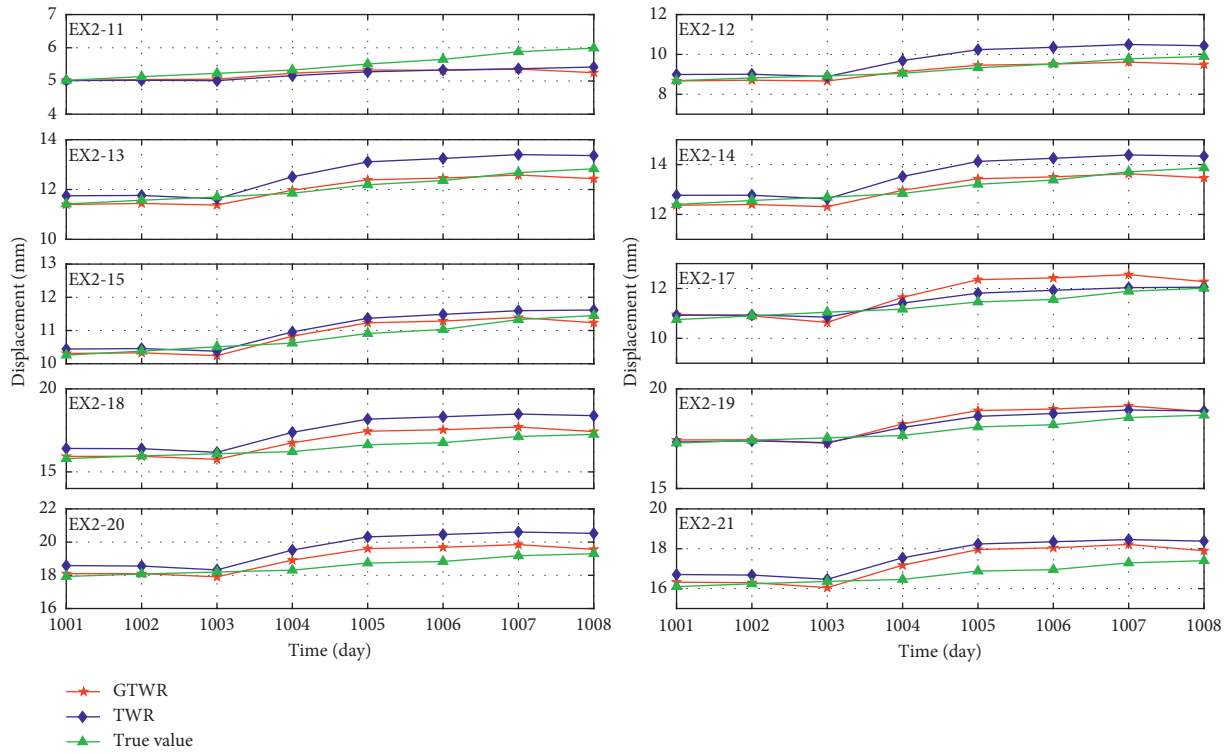 EX2-11
7
6
5
4
EX2-13
14
12
10
EX2-15
13
12
11
10
EX2-18
20
15
EX2-20
22
20
18
16
1001 1002 1003 1004 1005 1006 1007 1008
Time (day)
Displacement (mm)
EX2-12
12
10
8
EX2-14
14
12
EX2-17
12
10
EX2-19
20
15
EX2-21
20
18
16
1001 1002 1003 1004 1005 1006 1007 1008
Time (day)
Displacement (mm)
GTWR
TWR
True value